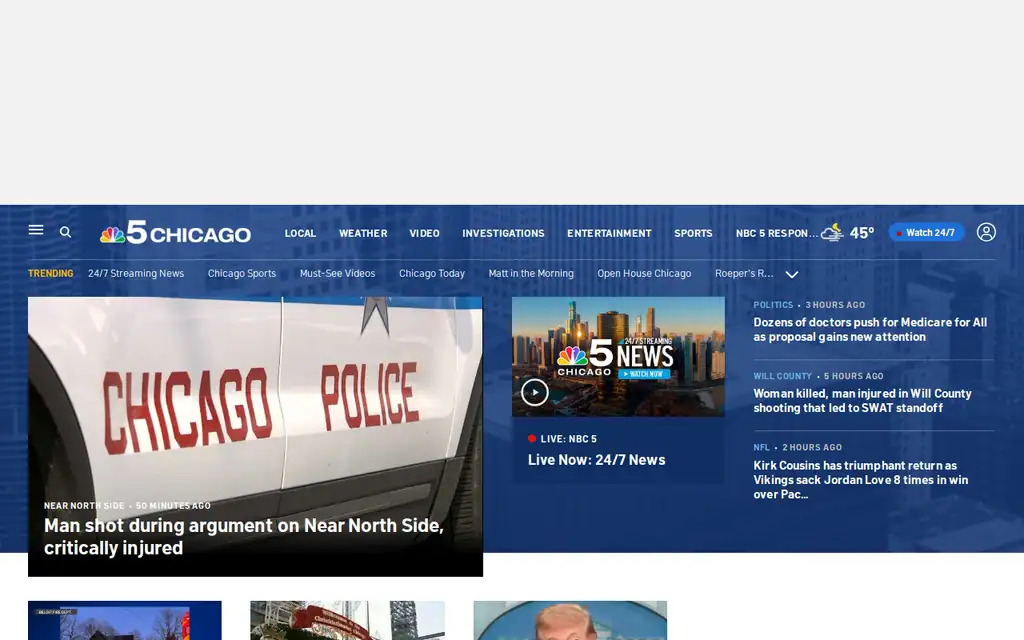 5 CHICAGO
LOCAL
WEATHER
VIDEO
INVESTIGATIONS
ENTERTAINMENT
SPORTS
NBC 5 RESPON...
45º
Watch 24/7
TRENDING
24/7 Streaming News
Chicago Sports
Must-See Videos
Chicago Today
Matt in the Morning
Open House Chicago
Roeper's R...
CHICAGO POLICE
NEAR NORTH SIDE • 50 MINUTES AGO
Man shot during argument on Near North Side,
critically injured
24/7 STREAMING
5 NEWS
CHICAGO
WATCH NOW
LIVE: NBC 5
Live Now: 24/7 News
POLITICS • 3 HOURS AGO
Dozens of doctors push for Medicare for All
as proposal gains new attention
WILL COUNTY • 5 HOURS AGO
Woman killed, man injured in Will County
shooting that led to SWAT standoff
NFL • 2 HOURS AGO
Kirk Cousins has triumphant return as
Vikings sack Jordan Love 8 times in win
over Pac...